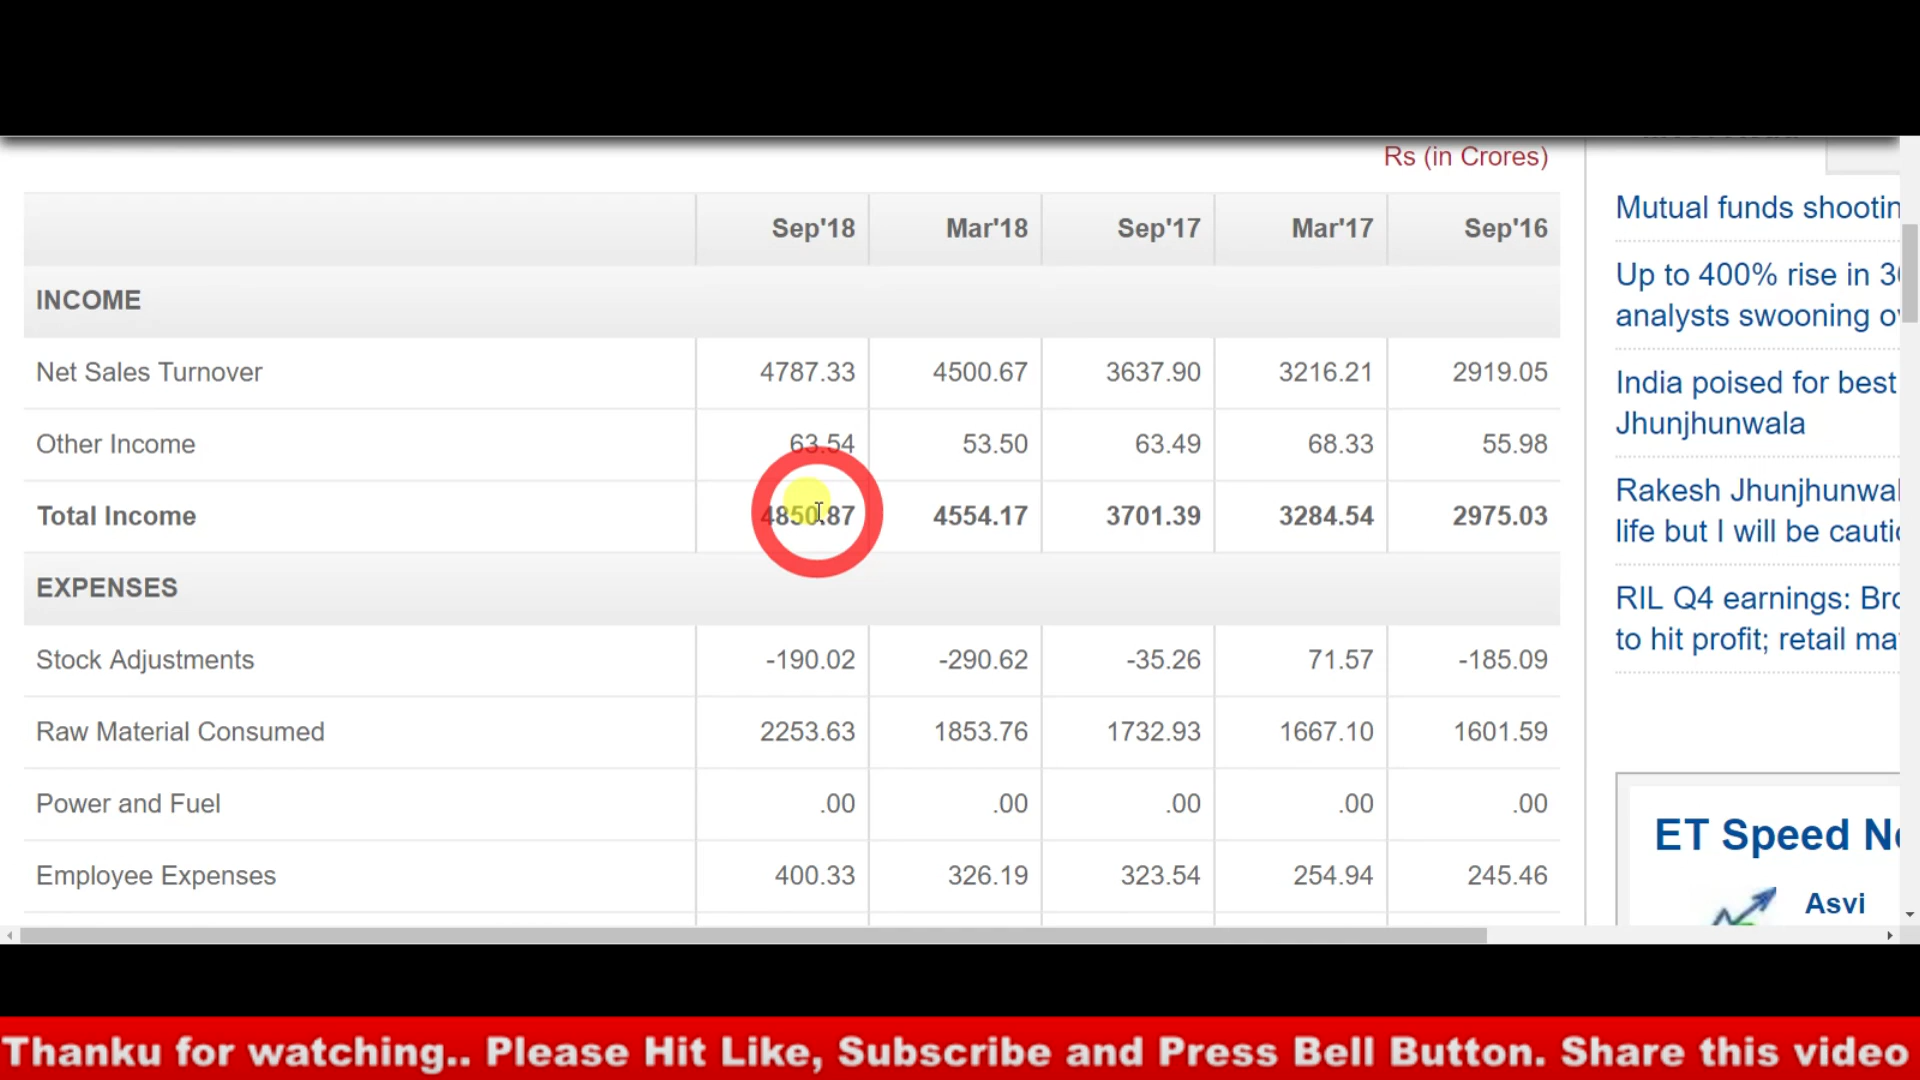 Rs (in Crores)
Sep'18 Mar'18 Sep'17 Mar'17 Sep'16
INCOME
Net Sales Turnover 4787.33 4500.67 3637.90 3216.21 2919.05
Other Income 63.54 53.50 63.49 68.33 55.98
Total Income 4850.87 4554.17 3701.39 3284.54 2975.03
EXPENSES
Stock Adjustments -190.02 -290.62 -35.26 71.57 -185.09
Raw Material Consumed 2253.63 1853.76 1732.93 1667.10 1601.59
Power and Fuel .00 .00 .00 .00 .00
Employee Expenses 400.33 326.19 323.54 254.94 245.46
Mutual funds
Up to 400% rise in
analysts swooning
India poised for best
Jhunjhunwala
Rakesh
life but I will be
RIL Q4 earnings:
to hit profit; retail
ET Speed
Asvi
Thanku for watching.. Please Hit Like, Subscribe and Press Bell Button. Share this video